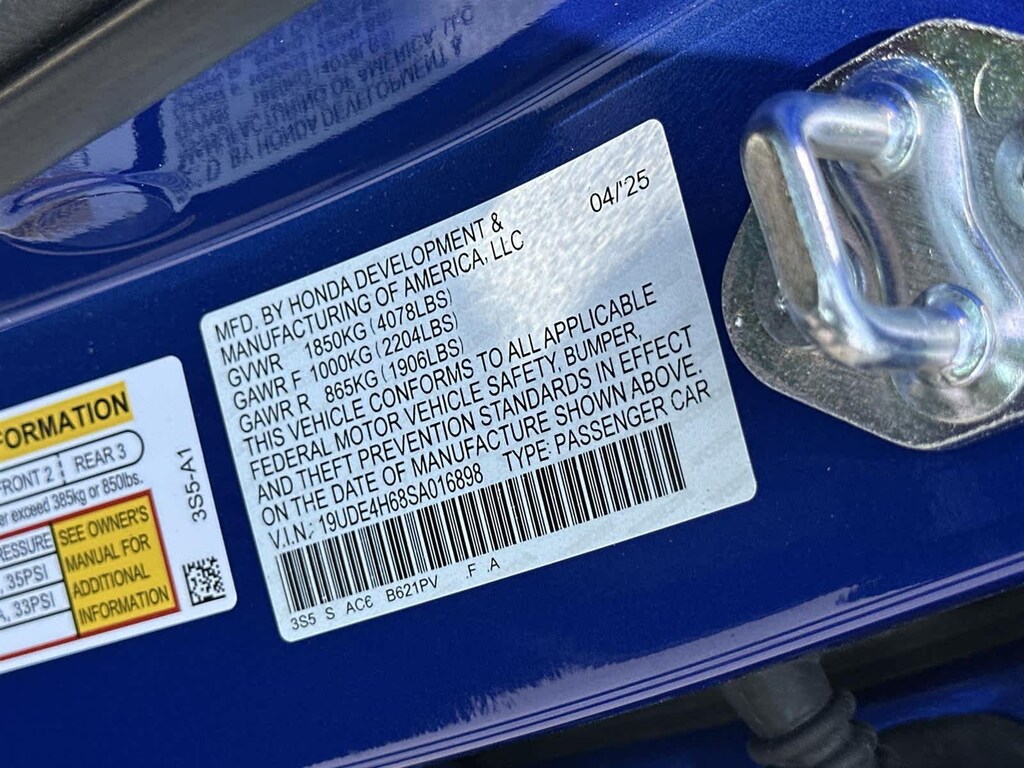 MFD. BY HONDA DEVELOPMENT & 04/'25
MANUFACTURING OF AMERICA, LLC
GVWR 1850KG (4078LBS)
GAWR F 1000KG (2204LBS)
GAWR R 865KG (1906LBS)
THIS VEHICLE CONFORMS TO ALL APPLICABLE
FEDERAL MOTOR VEHICLE SAFETY, BUMPER,
AND THEFT PREVENTION STANDARDS IN EFFECT
ON THE DATE OF MANUFACTURE SHOWN ABOVE.
V.I.N.: 19UDE4H68SA016898 TYPE: PASSENGER CAR
3S5 S AC6 B621PV .F .A
FRONT 2 REAR 3
exceed 385kg or 850lbs.
35PSI
33PSI
SEE OWNER'S
MANUAL FOR
ADDITIONAL
INFORMATION
3S5-A1